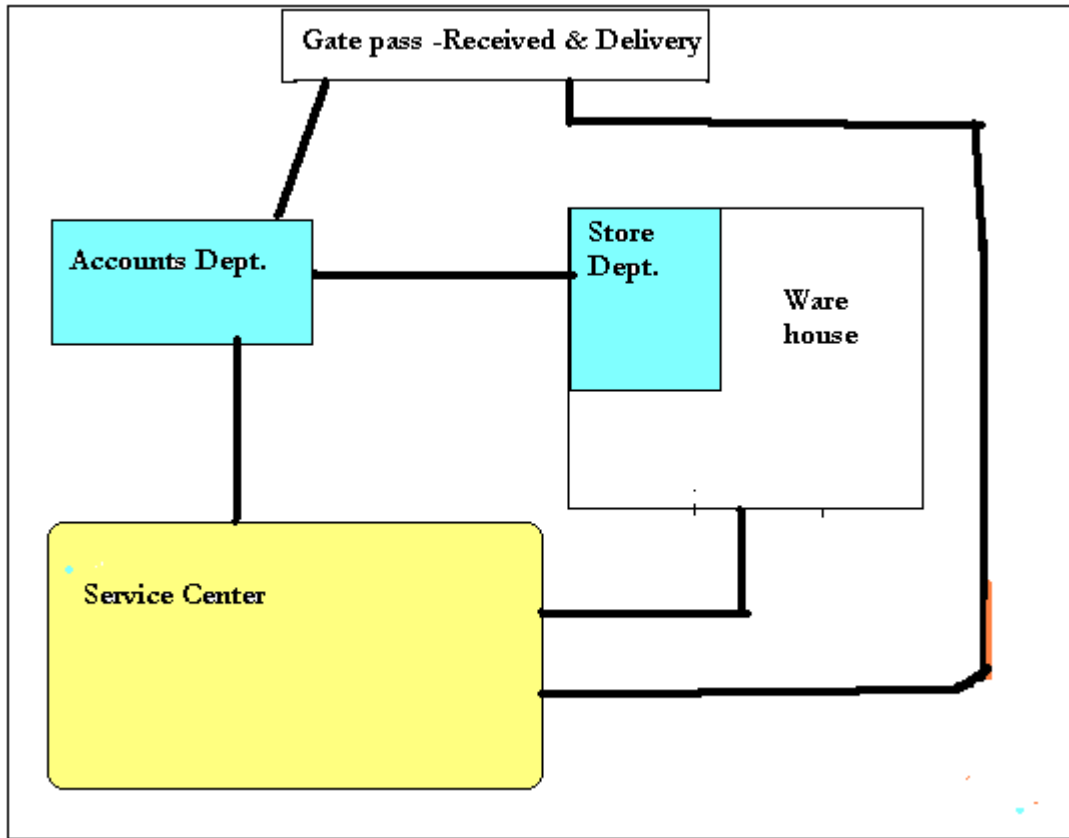 Gate pass -Received & Delivery
Accounts Dept.
Store
Dept.
Ware
house
Service Center